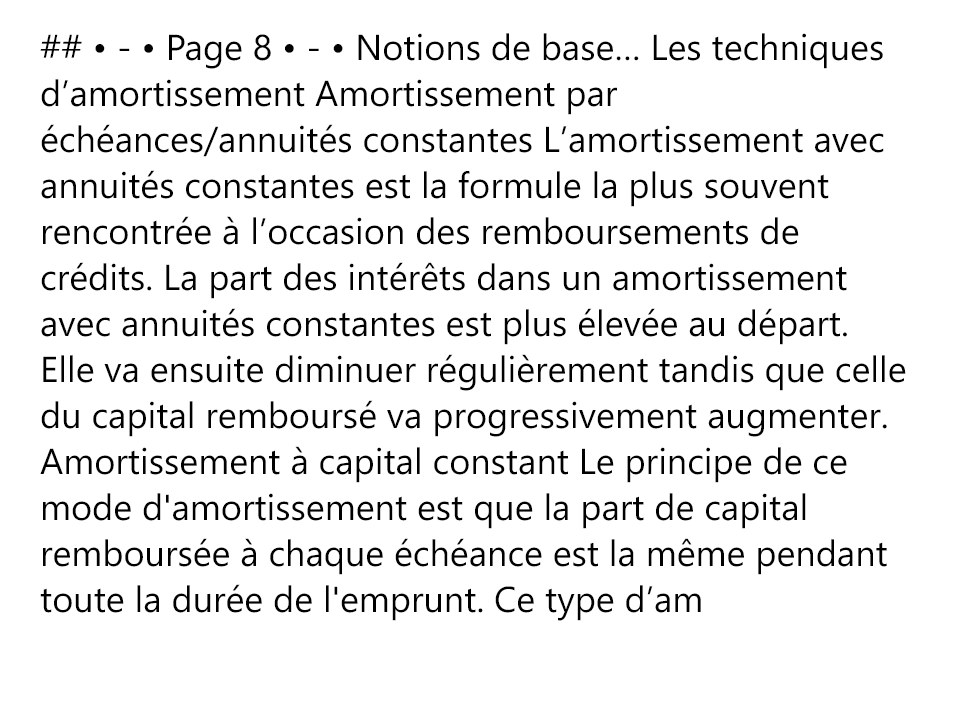 ## • - • Page 8 • - • Notions de base… Les techniques
d’amortissement Amortissement par
échéances/annuités constantes L’amortissement avec
annuités constantes est la formule la plus souvent
rencontrée à l’occasion des remboursements de
crédits. La part des intérêts dans un amortissement
avec annuités constantes est plus élevée au départ.
Elle va ensuite diminuer régulièrement tandis que celle
du capital remboursé va progressivement augmenter.
Amortissement à capital constant Le principe de ce
mode d'amortissement est que la part de capital
remboursée à chaque échéance est la même pendant
toute la durée de l'emprunt. Ce type d’am